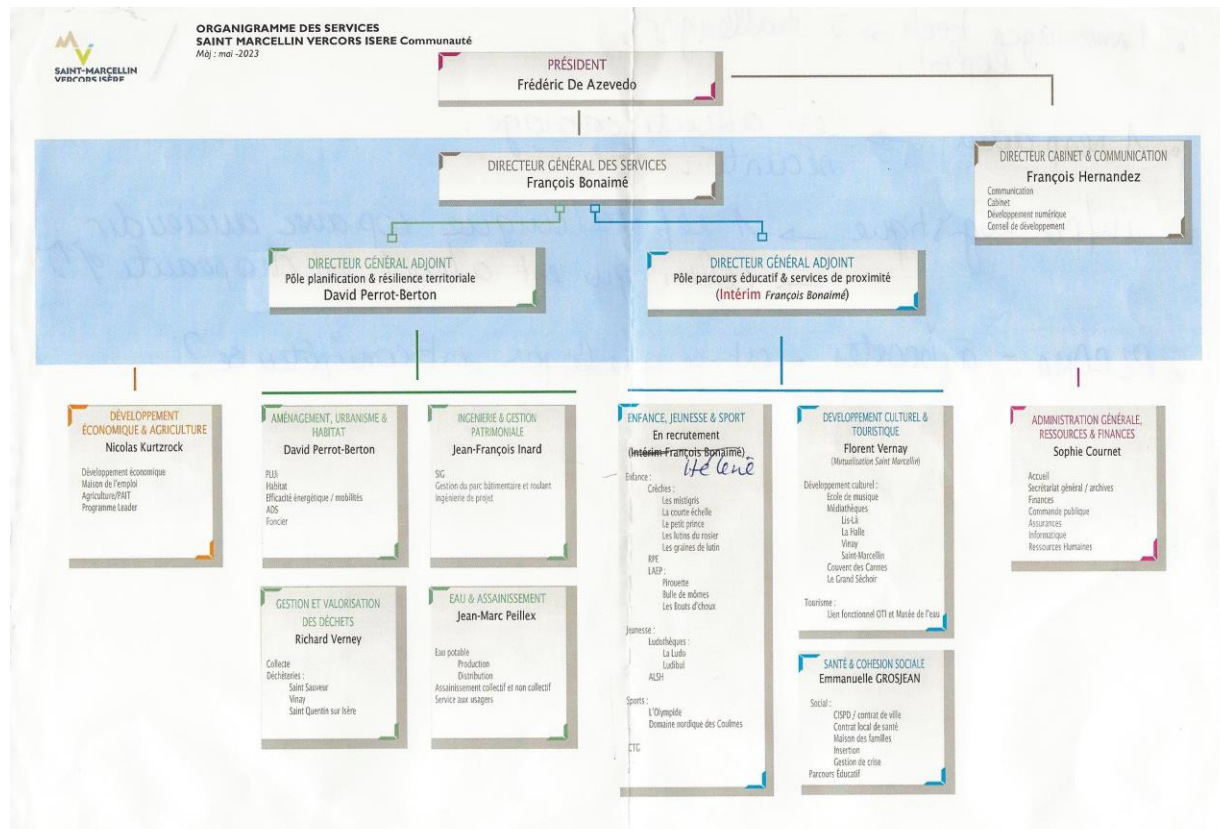 SAINT-MARCELLIN
VERCORS ISÈRE
ORGANIGRAMME DES SERVICES
SAINT MARCELLIN VERCORS ISERE Communauté
Màj : mai -2023
PRÉSIDENT
Frédéric De Azevedo
DIRECTEUR GÉNÉRAL DES SERVICES
François Bonaimé
DIRECTEUR CABINET & COMMUNICATION
François Hernandez
Communication
Cabinet
Développement numérique
Conseil de développement
DIRECTEUR GÉNÉRAL ADJOINT
Pôle planification & résilience territoriale
David Perrot-Berton
DIRECTEUR GÉNÉRAL ADJOINT
Pôle parcours éducatif & services de proximité
(Intérim François Bonaimé)
DÉVELOPPEMENT
ÉCONOMIQUE & AGRICULTURE
Nicolas Kurtzrock
Développement économique
Maison de l'emploi
Agriculture/PAIT
Programme Leader
AMÉNAGEMENT, URBANISME &
HABITAT
David Perrot-Berton
PLUi
Habitat
Efficacité énergétique / mobilités
ADS
Foncier
INGENIERIE & GESTION
PATRIMONIALE
Jean-François Inard
SIG
Gestion du parc bâtimentaire et roulant
Ingénierie de projet
GESTION ET VALORISATION
DES DÉCHETS
Richard Verney
Collecte
Déchèteries :
Saint Sauveur
Vinay
Saint Quentin sur Isère
EAU & ASSAINISSEMENT
Jean-Marc Peillex
Eau potable
Production
Distribution
Assainissement collectif et non collectif
Service aux usagers
ENFANCE, JEUNESSE & SPORT
En recrutement
(Intérim François Bonaimé)
Hélène
Enfance :
Crèches :
Les mistigris
La courte échelle
Le petit prince
Les lutins du rosier
Les graines de lutin
RPE
LAEP :
Pirouette
Bulle de mômes
Les Bouts d'choux
Jeunesse :
Ludothèques :
La Ludo
Ludibul
ALSH
Sports :
L'Olympide
Domaine nordique des Coulmes
CTG
DEVELOPPEMENT CULTUREL &
TOURISTIQUE
Florent Vernay
(Mutualisation Saint Marcellin)
Développement culturel :
Ecole de musique
Médiathèques
Lis-Là
La Halle
Vinay
Saint-Marcellin
Couvent des Carmes
Le Grand Séchoir
Tourisme :
Lien fonctionnel OTI et Musée de l'eau
SANTÉ & COHÉSION SOCIALE
Emmanuelle GROSJEAN
Social :
CISPD / contrat de ville
Contrat local de santé
Maison des familles
Insertion
Gestion de crise
Parcours Éducatif
ADMINISTRATION GÉNÉRALE,
RESSOURCES & FINANCES
Sophie Cournet
Accueil
Secrétariat général / archives
Finances
Commande publique
Assurances
Informatique
Ressources Humaines